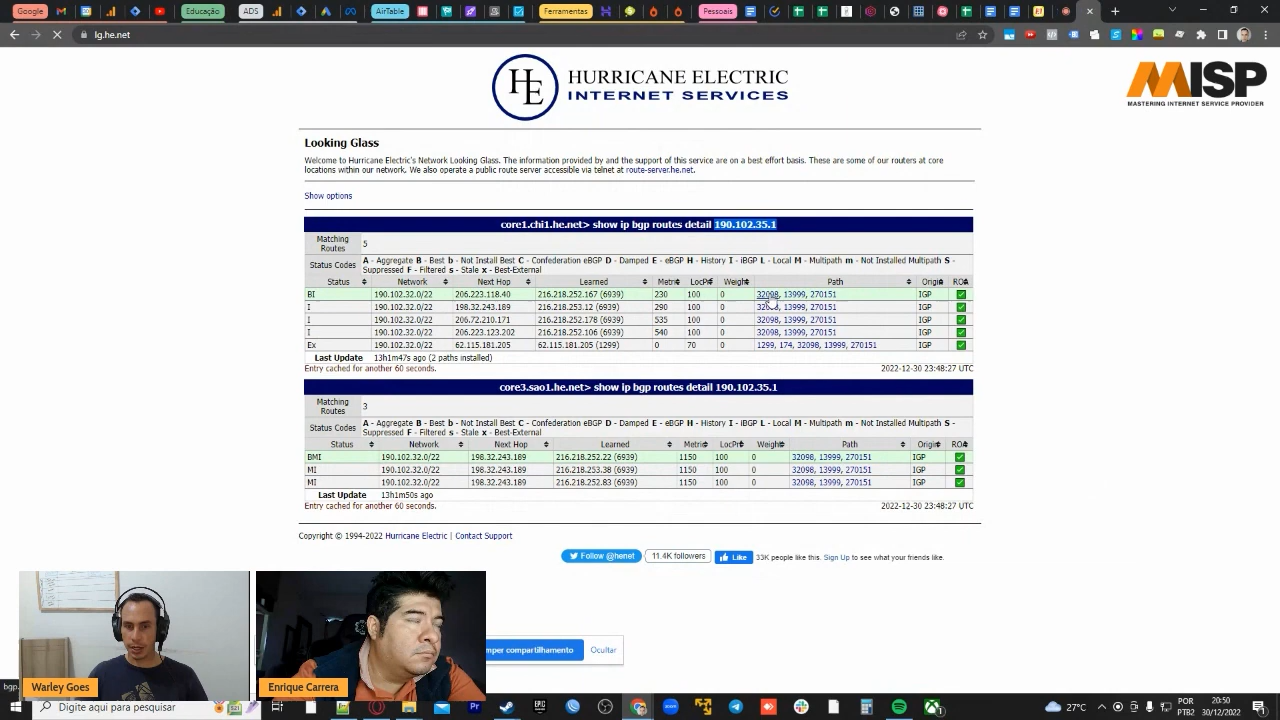 Google
Educação
ADS
AirTable
Ferramentas
Pessoais
lg.he.net
HE
HURRICANE ELECTRIC
INTERNET SERVICES
MISP
MASTERING INTERNET SERVICE PROVIDER
Looking Glass
Welcome to Hurricane Electric's Network Looking Glass. The information provided by and the support of this service are on a best effort basis. These are some of our routers at core
locations within our network. We also operate a public route server accessible via telnet at route-server.he.net.
Show options
core1.chi1.he.net> show ip bgp routes detail 190.102.35.1
Matching
Routes
5
Status Codes
A - Aggregate B - Best b - Not Install Best C - Confederation eBGP D - Damped E - eBGP H - History I - iBGP L - Local M - Multipath m - Not Installed Multipath S -
Suppressed F - Filtered s - Stale x - Best-External
Status Network Next Hop Learned Metric LocPrf Weight Path Origin ROA
BI 190.102.32.0/22 206.223.118.40 216.218.252.167 (6939) 230 100 0 32098, 13999, 270151 IGP
I 190.102.32.0/22 198.32.243.189 216.218.253.12 (6939) 290 100 0 32098, 13999, 270151 IGP
I 190.102.32.0/22 206.72.210.171 216.218.252.178 (6939) 535 100 0 32098, 13999, 270151 IGP
I 190.102.32.0/22 206.223.123.202 216.218.252.106 (6939) 540 100 0 32098, 13999, 270151 IGP
Ex 190.102.32.0/22 62.115.181.205 62.115.181.205 (1299) 0 70 0 1299, 174, 32098, 13999, 270151 IGP
Last Update 13h1m47s ago (2 paths installed)
Entry cached for another 60 seconds. 2022-12-30 23:48:27 UTC
core3.sao1.he.net> show ip bgp routes detail 190.102.35.1
Matching
Routes
3
Status Codes
A - Aggregate B - Best b - Not Install Best C - Confederation eBGP D - Damped E - eBGP H - History I - iBGP L - Local M - Multipath m - Not Installed Multipath S -
Suppressed F - Filtered s - Stale x - Best-External
Status Network Next Hop Learned Metric LocPrf Weight Path Origin ROA
BMI 190.102.32.0/22 198.32.243.189 216.218.252.22 (6939) 1150 100 0 32098, 13999, 270151 IGP
MI 190.102.32.0/22 198.32.243.189 216.218.253.38 (6939) 1150 100 0 32098, 13999, 270151 IGP
MI 190.102.32.0/22 198.32.243.189 216.218.252.83 (6939) 1150 100 0 32098, 13999, 270151 IGP
Last Update 13h1m50s ago
Entry cached for another 60 seconds. 2022-12-30 23:48:27 UTC
Copyright © 1994-2022 Hurricane Electric | Contact Support
Follow @henet
11.4K followers
Like
33K people like this. Sign Up to see what your friends like.
mper compartilhamento
Ocultar
Warley Goes
Enrique Carrera
bgp.
Digite aqui para pesquisar
27°C
POR
PTB2
20:50
30/12/2022